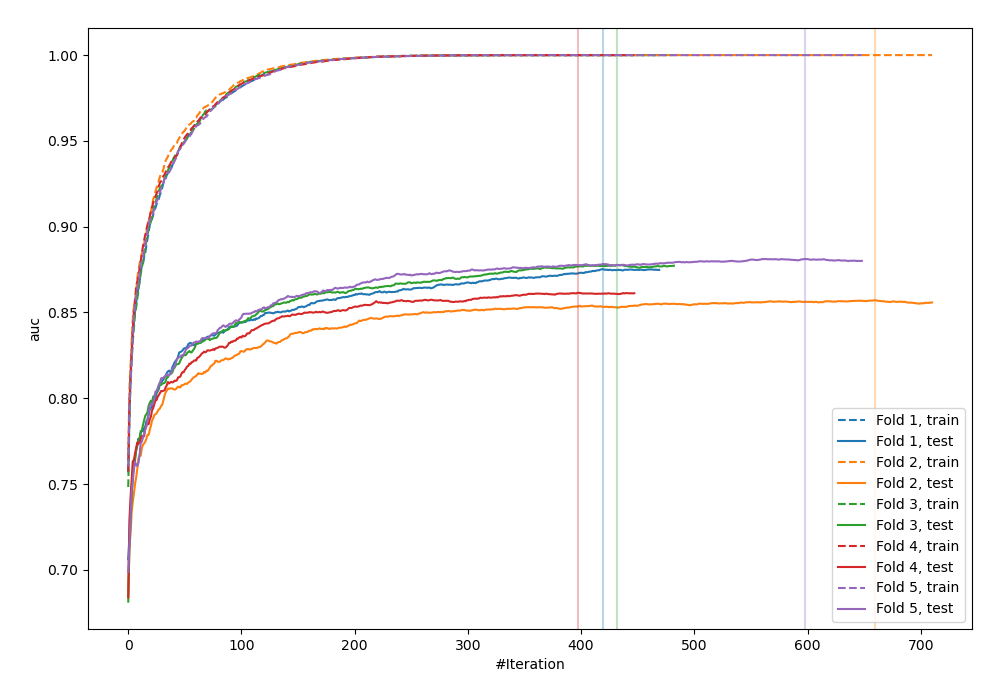 1.00
0.95
0.90
0.85
0.80
0.75
0.70
auc
0 100 200 300 400 500 600 700
#Iteration
Fold 1, train
Fold 1, test
Fold 2, train
Fold 2, test
Fold 3, train
Fold 3, test
Fold 4, train
Fold 4, test
Fold 5, train
Fold 5, test